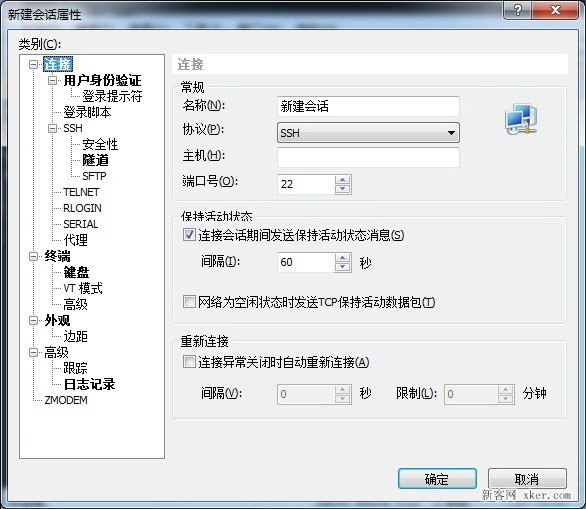 新建会话属性
类别(C):
连接
用户身份验证
登录提示符
登录脚本
SSH
安全性
隧道
SFTP
TELNET
RLOGIN
SERIAL
代理
终端
键盘
VT 模式
高级
外观
边距
高级
跟踪
日志记录
ZMODEM
连接
常规
名称(N): 新建会话
协议(P): SSH
主机(H):
端口号(O): 22
保持活动状态
连接会话期间发送保持活动状态消息(S)
间隔(I): 60 秒
网络为空闲状态时发送TCP保持活动数据包(T)
重新连接
连接异常关闭时自动重新连接(A)
间隔(V): 0 秒 限制(L): 0 分钟
确定 取消
新客网 xker.com